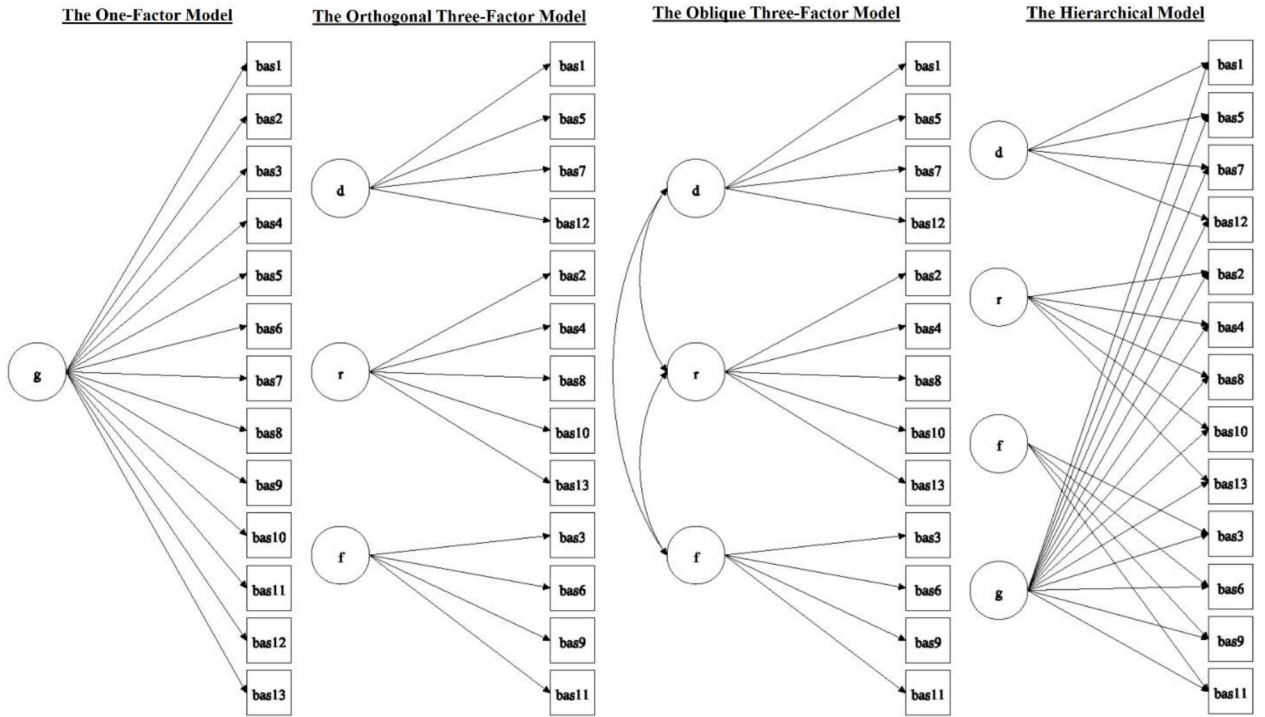 The One-Factor Model
g
bas1
bas2
bas3
bas4
bas5
bas6
bas7
bas8
bas9
bas10
bas11
bas12
bas13
The Orthogonal Three-Factor Model
d
r
f
bas1
bas5
bas7
bas12
bas2
bas4
bas8
bas10
bas13
bas3
bas6
bas9
bas11
The Oblique Three-Factor Model
d
r
f
bas1
bas5
bas7
bas12
bas2
bas4
bas8
bas10
bas13
bas3
bas6
bas9
bas11
The Hierarchical Model
d
r
f
g
bas1
bas5
bas7
bas12
bas2
bas4
bas8
bas10
bas13
bas3
bas6
bas9
bas11